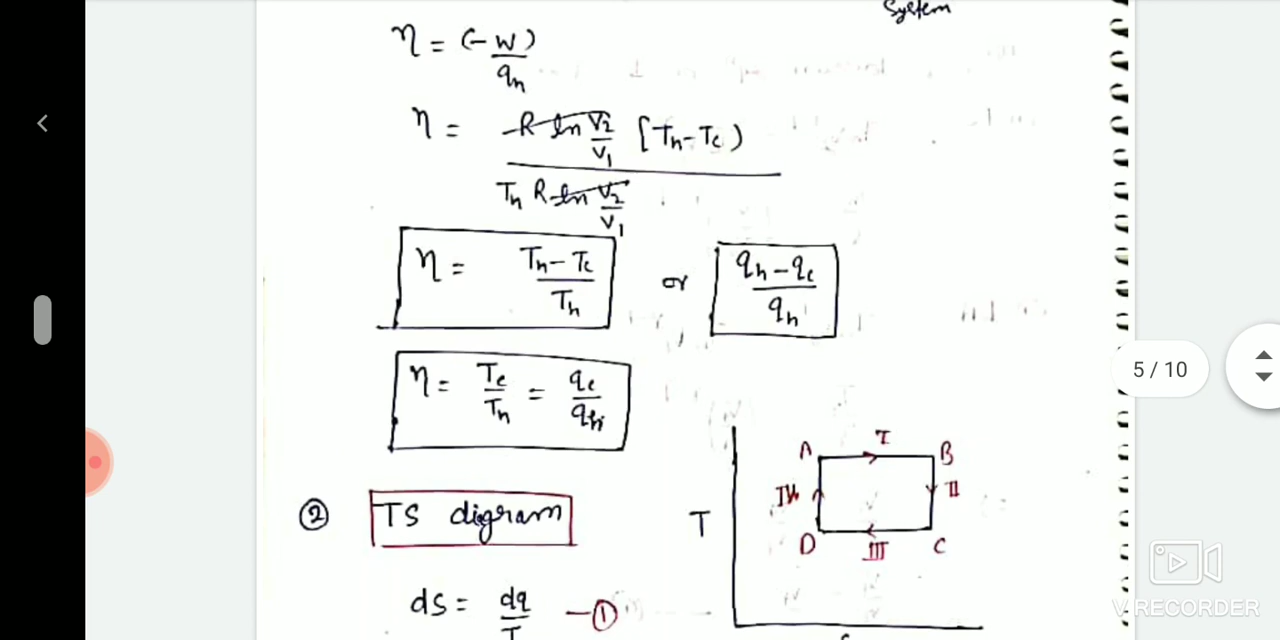 System
η = (-W) / qh
η = R ln V2/V1 [Th-Tc) / Th R ln V2/V1
η = Th-Tc / Th or qh-qc / qh
η = Tc/Th = qc/qh
5 / 10
A I B
IV II
D III C
T
② TS digram
dS = dq/T —①
V RECORDER